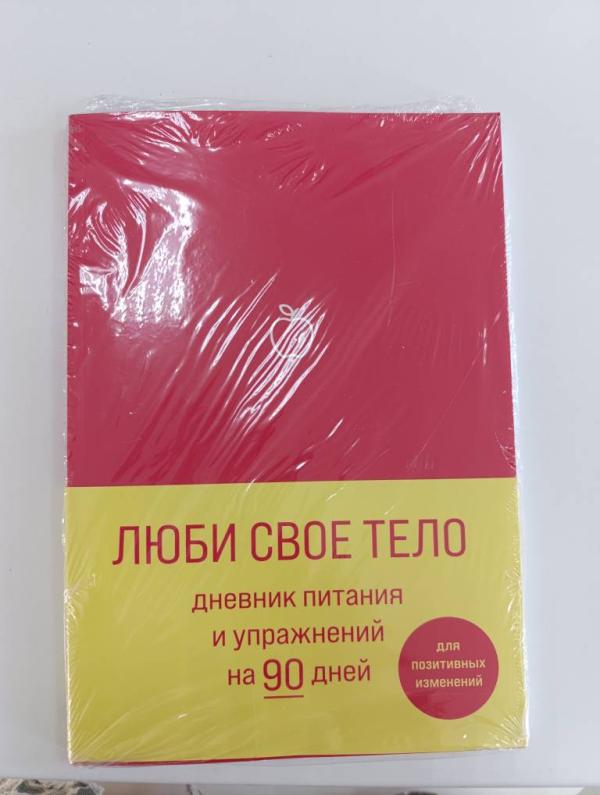 ЛЮБИ СВОЕ ТЕЛО
дневник питания
и упражнений
на 90 дней
для
позитивных
изменений